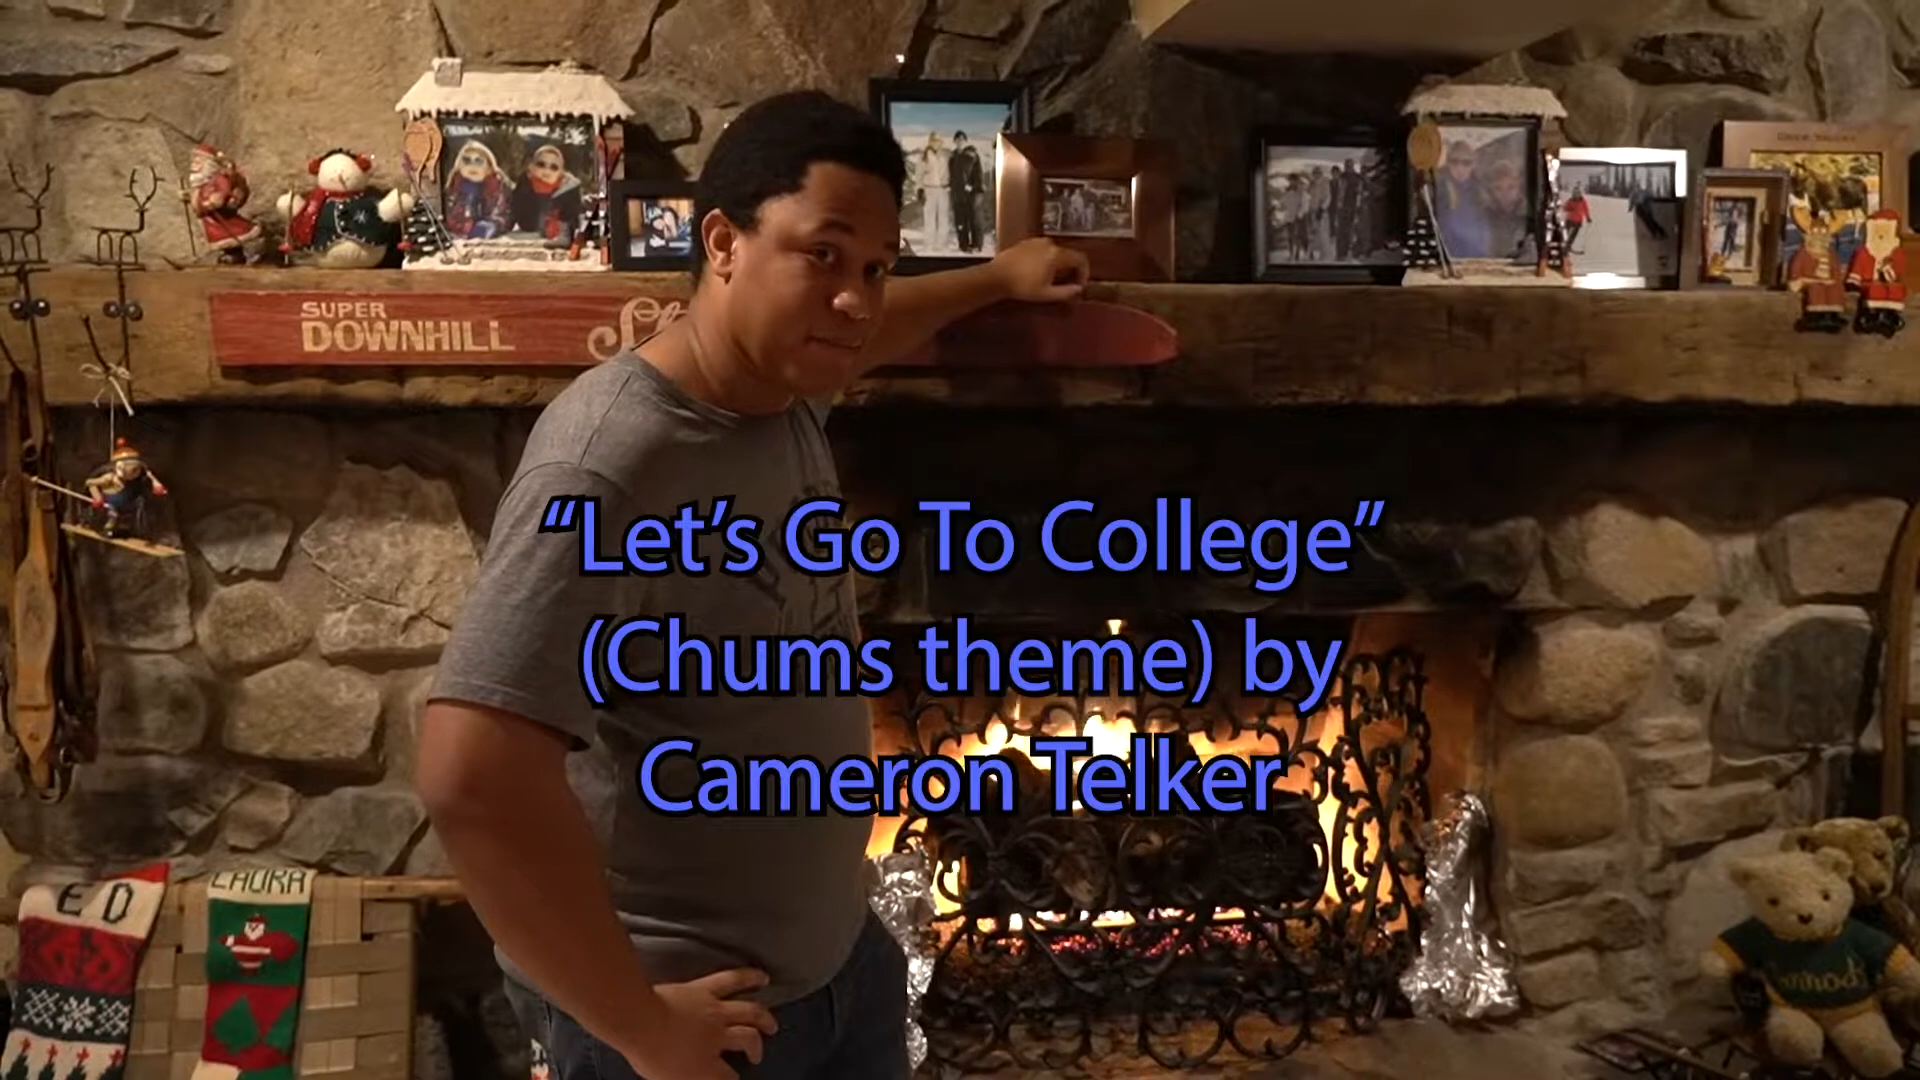 SUPER
DOWNHILL
“Let’s Go To College”
(Chums theme) by
Cameron Telker
ED
LAURA